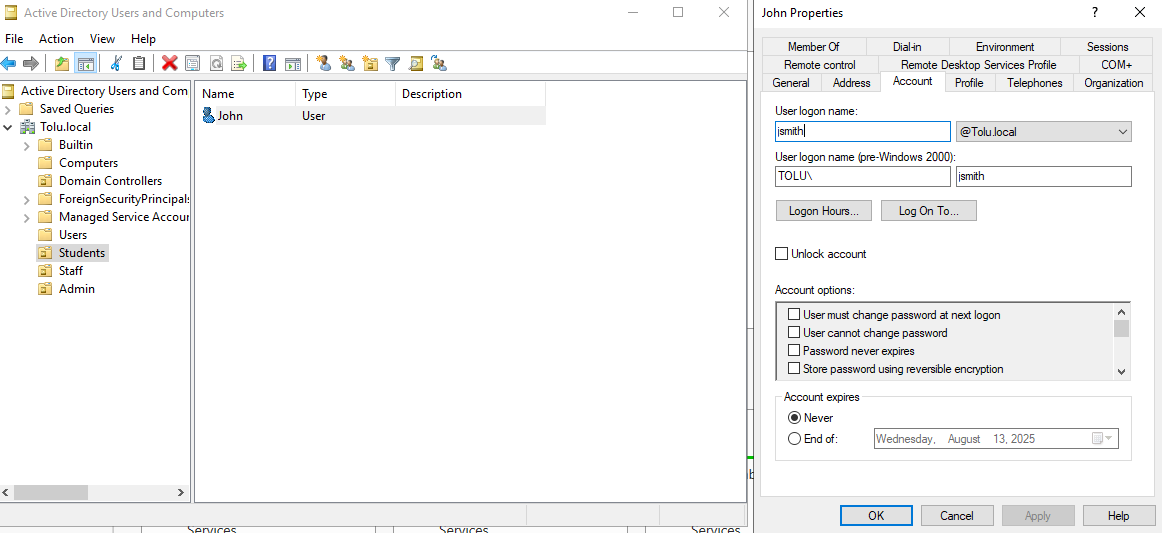 Active Directory Users and Computers
File Action View Help
Active Directory Users and Com
Saved Queries
Tolu.local
Builtin
Computers
Domain Controllers
ForeignSecurityPrincipals
Managed Service Accour
Users
Students
Staff
Admin
Name Type Description
John User
Services Services Services
John Properties
Member Of Dial-in Environment Sessions
Remote control Remote Desktop Services Profile COM+
General Address Account Profile Telephones Organization
User logon name:
jsmith @Tolu.local
User logon name (pre-Windows 2000):
TOLU\ jsmith
Logon Hours... Log On To...
Unlock account
Account options:
User must change password at next logon
User cannot change password
Password never expires
Store password using reversible encryption
Account expires
Never
End of: Wednesday, August 13, 2025
OK Cancel Apply Help